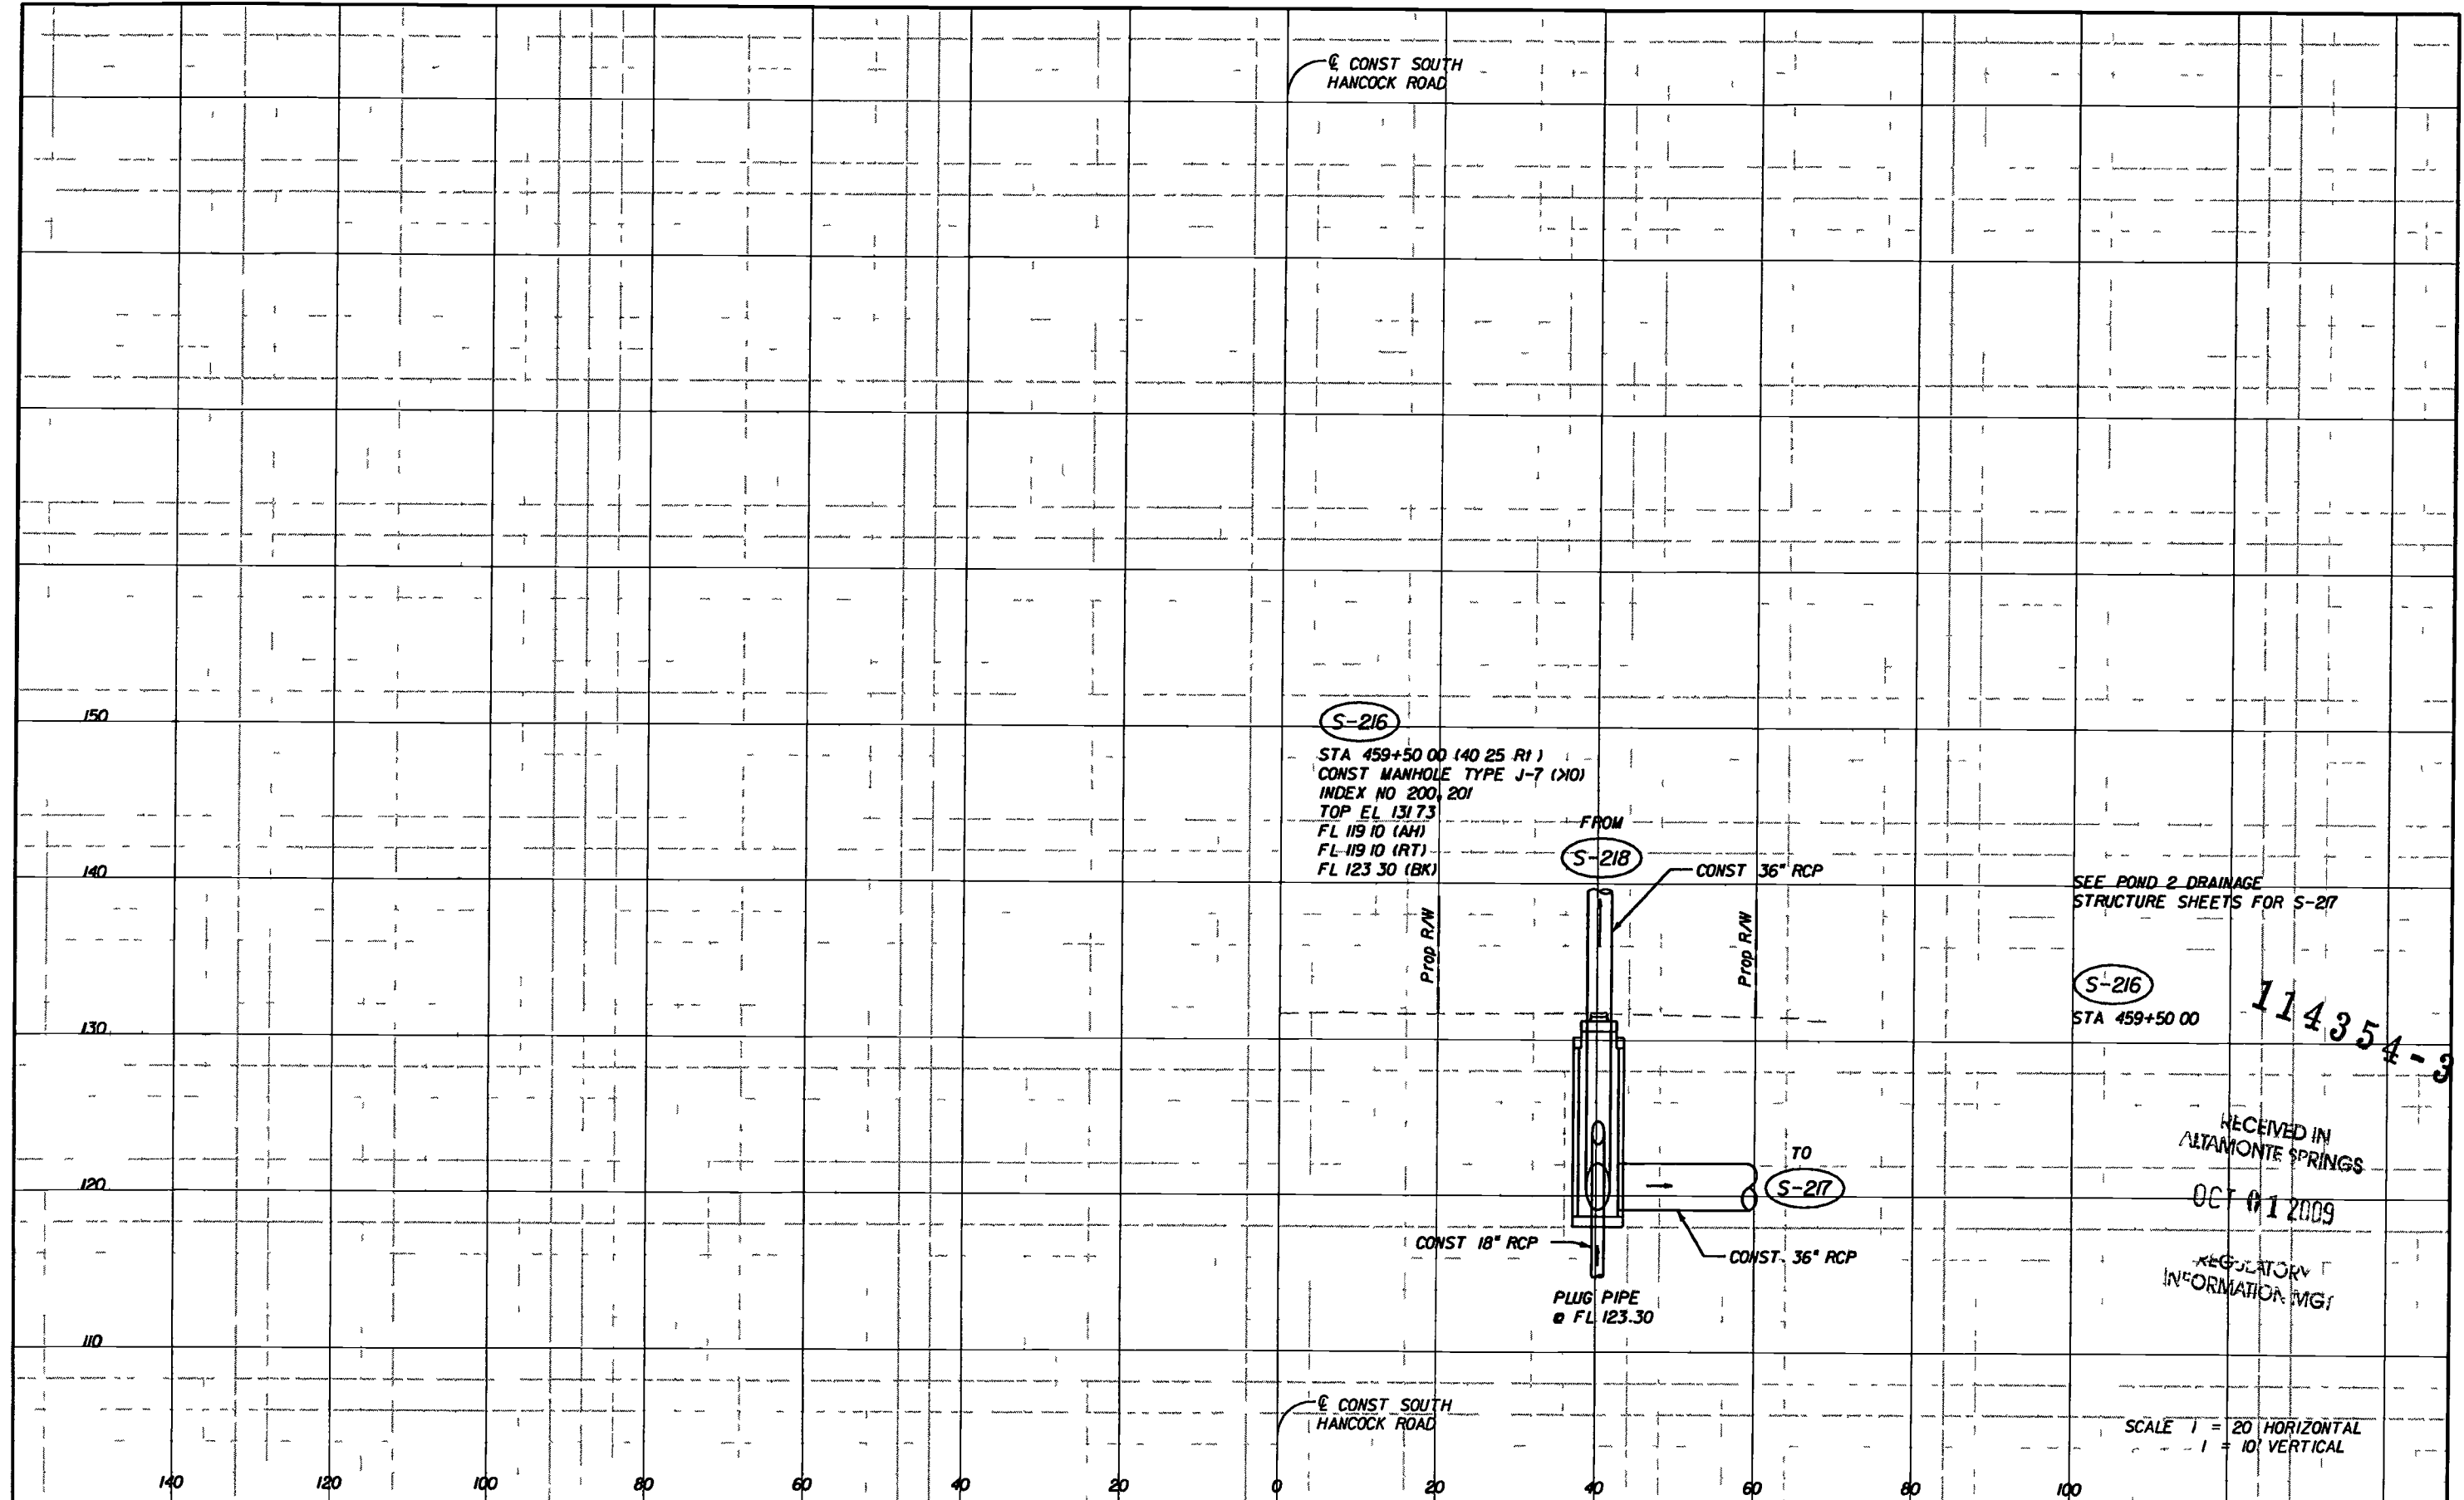 ℄ CONST SOUTH
HANCOCK ROAD
150
140
130
120
110
S-216
STA 459+50 00 (40 25 Rt )
CONST MANHOLE TYPE J-7 (>10)
INDEX NO 200, 201
TOP EL 131 73
FL 119 10 (AH)
FL 119 10 (RT)
FL 123 30 (BK)
FROM
S-218
CONST 36" RCP
Prop R/W
Prop R/W
SEE POND 2 DRAINAGE
STRUCTURE SHEETS FOR S-217
S-216
STA 459+50 00
114354-3
RECEIVED IN
ALTAMONTE SPRINGS
OCT 01 2009
REGULATORY
INFORMATION MGT
TO
S-217
CONST 18" RCP
CONST. 36" RCP
PLUG PIPE
@ FL 123.30
℄ CONST SOUTH
HANCOCK ROAD
SCALE 1 = 20 HORIZONTAL
1 = 10' VERTICAL
140 120 100 80 60 40 20 0 20 40 60 80 100